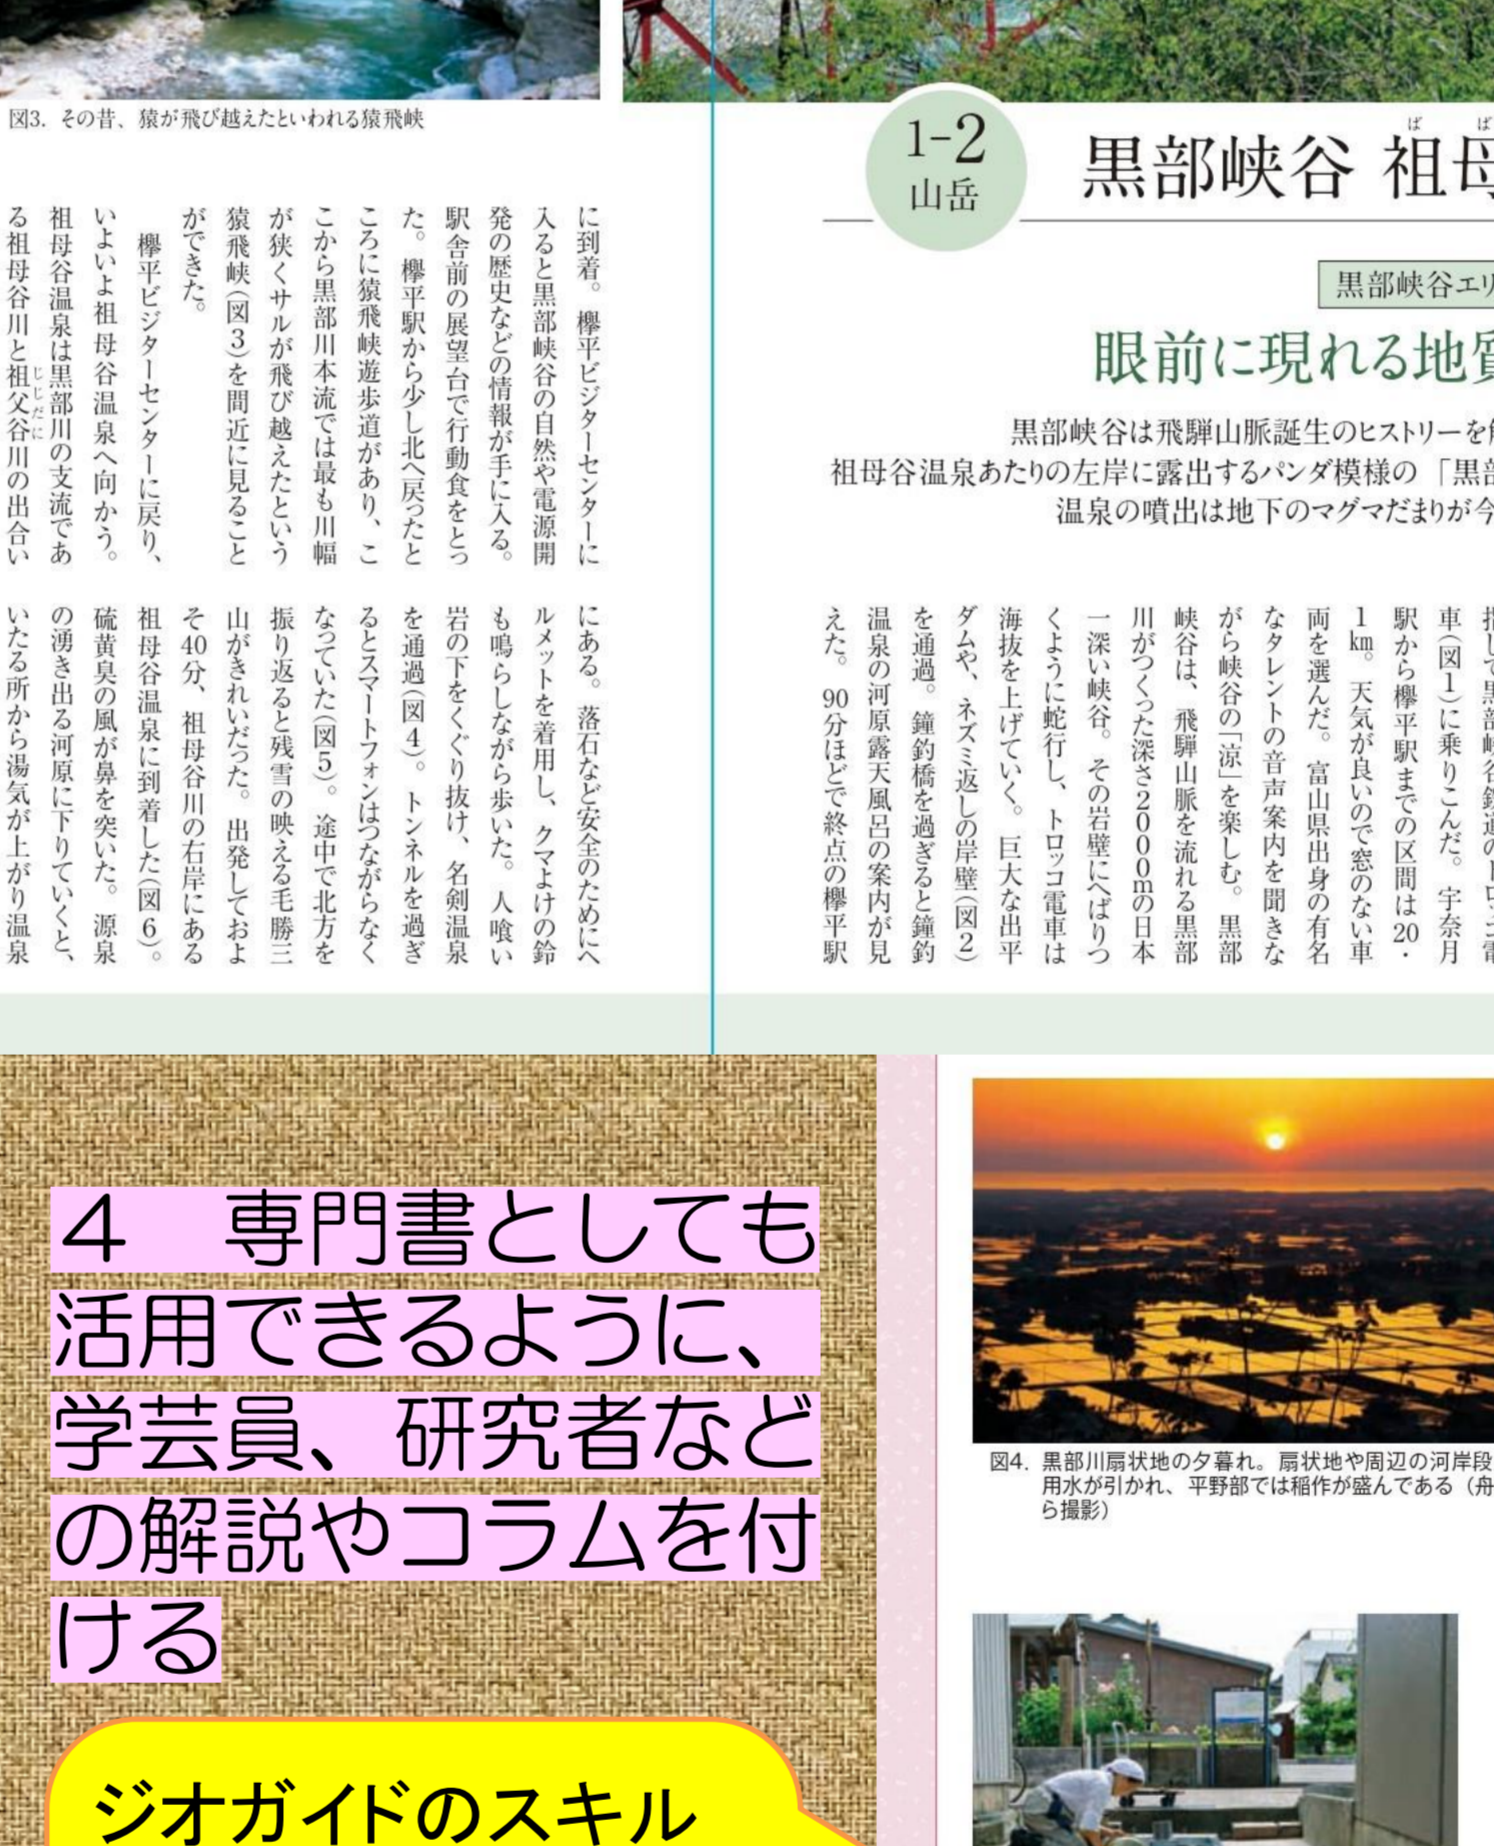 図3. その昔、猿が飛び越えたといわれる猿飛峡
1-2
山岳
黒部峡谷 祖母
ば ば
黒部峡谷エリ
眼前に現れる地質
黒部峡谷は飛騨山脈誕生のヒストリーを
祖母谷温泉あたりの左岸に露出するパンダ模様の「黒部
温泉の噴出は地下のマグマだまりが今
車(図1)に乗りこんだ。宇奈月
駅から欅平駅までの区間は20・
1km。天気が良いので窓のない車
両を選んだ。富山県出身の有名
なタレントの音声案内を聞きな
がら峡谷の「涼」を楽しむ。黒部
峡谷は、飛騨山脈を流れる黒部
川がつくった深さ2000mの日本
一深い峡谷。その岩壁にへばりつ
くように蛇行し、トロッコ電車は
海抜を上げていく。巨大な出平
ダムや、ネズミ返しの岸壁(図2)
を通過。鐘釣橋を過ぎると鐘釣
温泉の河原露天風呂の案内が見
えた。90分ほどで終点の欅平駅
に到着。欅平ビジターセンターに
入ると黒部峡谷の自然や電源開
発の歴史などの情報が手に入る。
駅舎前の展望台で行動食をとっ
た。欅平駅から少し北へ戻ったと
ころに猿飛峡遊歩道があり、こ
こから黒部川本流では最も川幅
が狭くサルが飛び越えたという
猿飛峡(図3)を間近に見ること
ができた。
欅平ビジターセンターに戻り、
いよいよ祖母谷温泉へ向かう。
祖母谷温泉は黒部川の支流であ
る祖母谷川と祖父谷川の出合い
じじだに
にある。落石など安全のためにヘ
ルメットを着用し、クマよけの鈴
も鳴らしながら歩いた。人喰い
岩の下をくぐり抜け、名剣温泉
を通過(図4)。トンネルを過ぎ
るとスマートフォンはつながらなく
なっていた(図5)。途中で北方を
振り返ると残雪の映える毛勝三
山がきれいだった。出発しておよ
そ40分、祖母谷川の右岸にある
祖母谷温泉に到着した(図6)。
硫黄臭の風が鼻を突いた。源泉
の湧き出る河原に下りていくと、
いたる所から湯気が上がり温泉
4　専門書としても
活用できるように、
学芸員、研究者など
の解説やコラムを付
ける
ジオガイドのスキル
図4. 黒部川扇状地の夕暮れ。扇状地や周辺の河岸段
用水が引かれ、平野部では稲作が盛んである（舟
ら撮影）